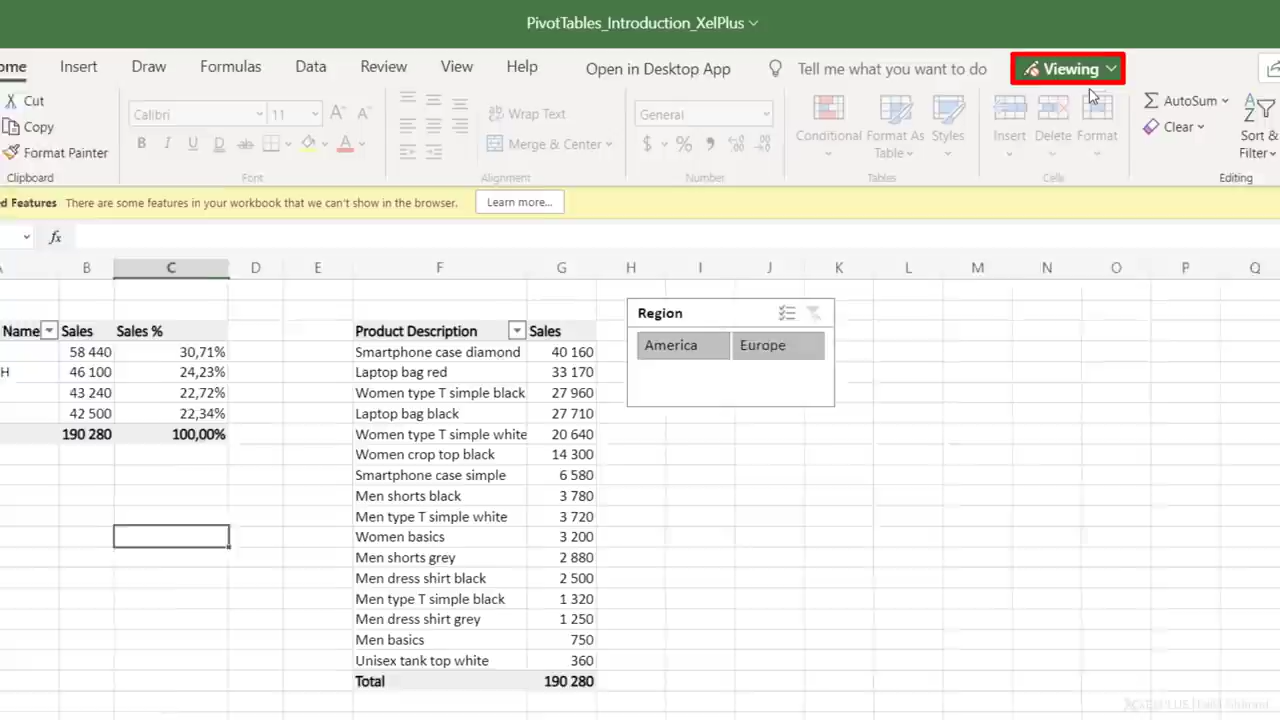 PivotTables_Introduction_XelPlus
ome Insert Draw Formulas Data Review View Help Open in Desktop App Tell me what you want to do Viewing
Cut
Copy
Format Painter
Clipboard
Calibri 11
B I U D ab A
Font
Wrap Text
Merge & Center
Alignment
General
$ % 9
Number
Conditional Format As Table Styles
Tables
Insert Delete Format
Cells
AutoSum
Clear
Sort & Filter
Editing
d Features There are some features in your workbook that we can't show in the browser. Learn more...
fx
A B C D E F G H I J K L M N O P Q
Name Sales Sales %
58 440 30,71%
H 46 100 24,23%
43 240 22,72%
42 500 22,34%
190 280 100,00%
Product Description Sales
Smartphone case diamond 40 160
Laptop bag red 33 170
Women type T simple black 27 960
Laptop bag black 27 710
Women type T simple white 20 640
Women crop top black 14 300
Smartphone case simple 6 580
Men shorts black 3 780
Men type T simple white 3 720
Women basics 3 200
Men shorts grey 2 880
Men dress shirt black 2 500
Men type T simple black 1 320
Men dress shirt grey 1 250
Men basics 750
Unisex tank top white 360
Total 190 280
Region
America Europe